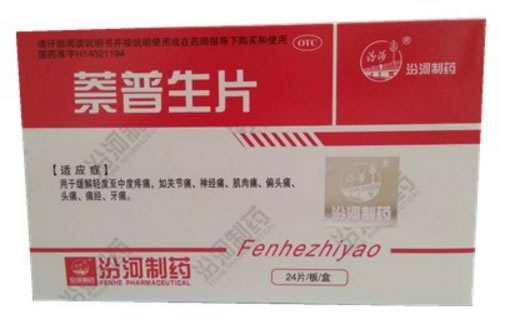 请仔细阅读说明书并按说明使用或在药师指导下购买和使用
国药准字H14021194
OTC
萘普生片
汾河
®
汾河制药
【适应症】
用于缓解轻度至中度疼痛，如关节痛、神经痛、肌肉痛、偏头痛、
头痛、痛经、牙痛。
Fenhezhiyao
汾河制药
FENHE PHARMACEUTICAL
24片/板/盒